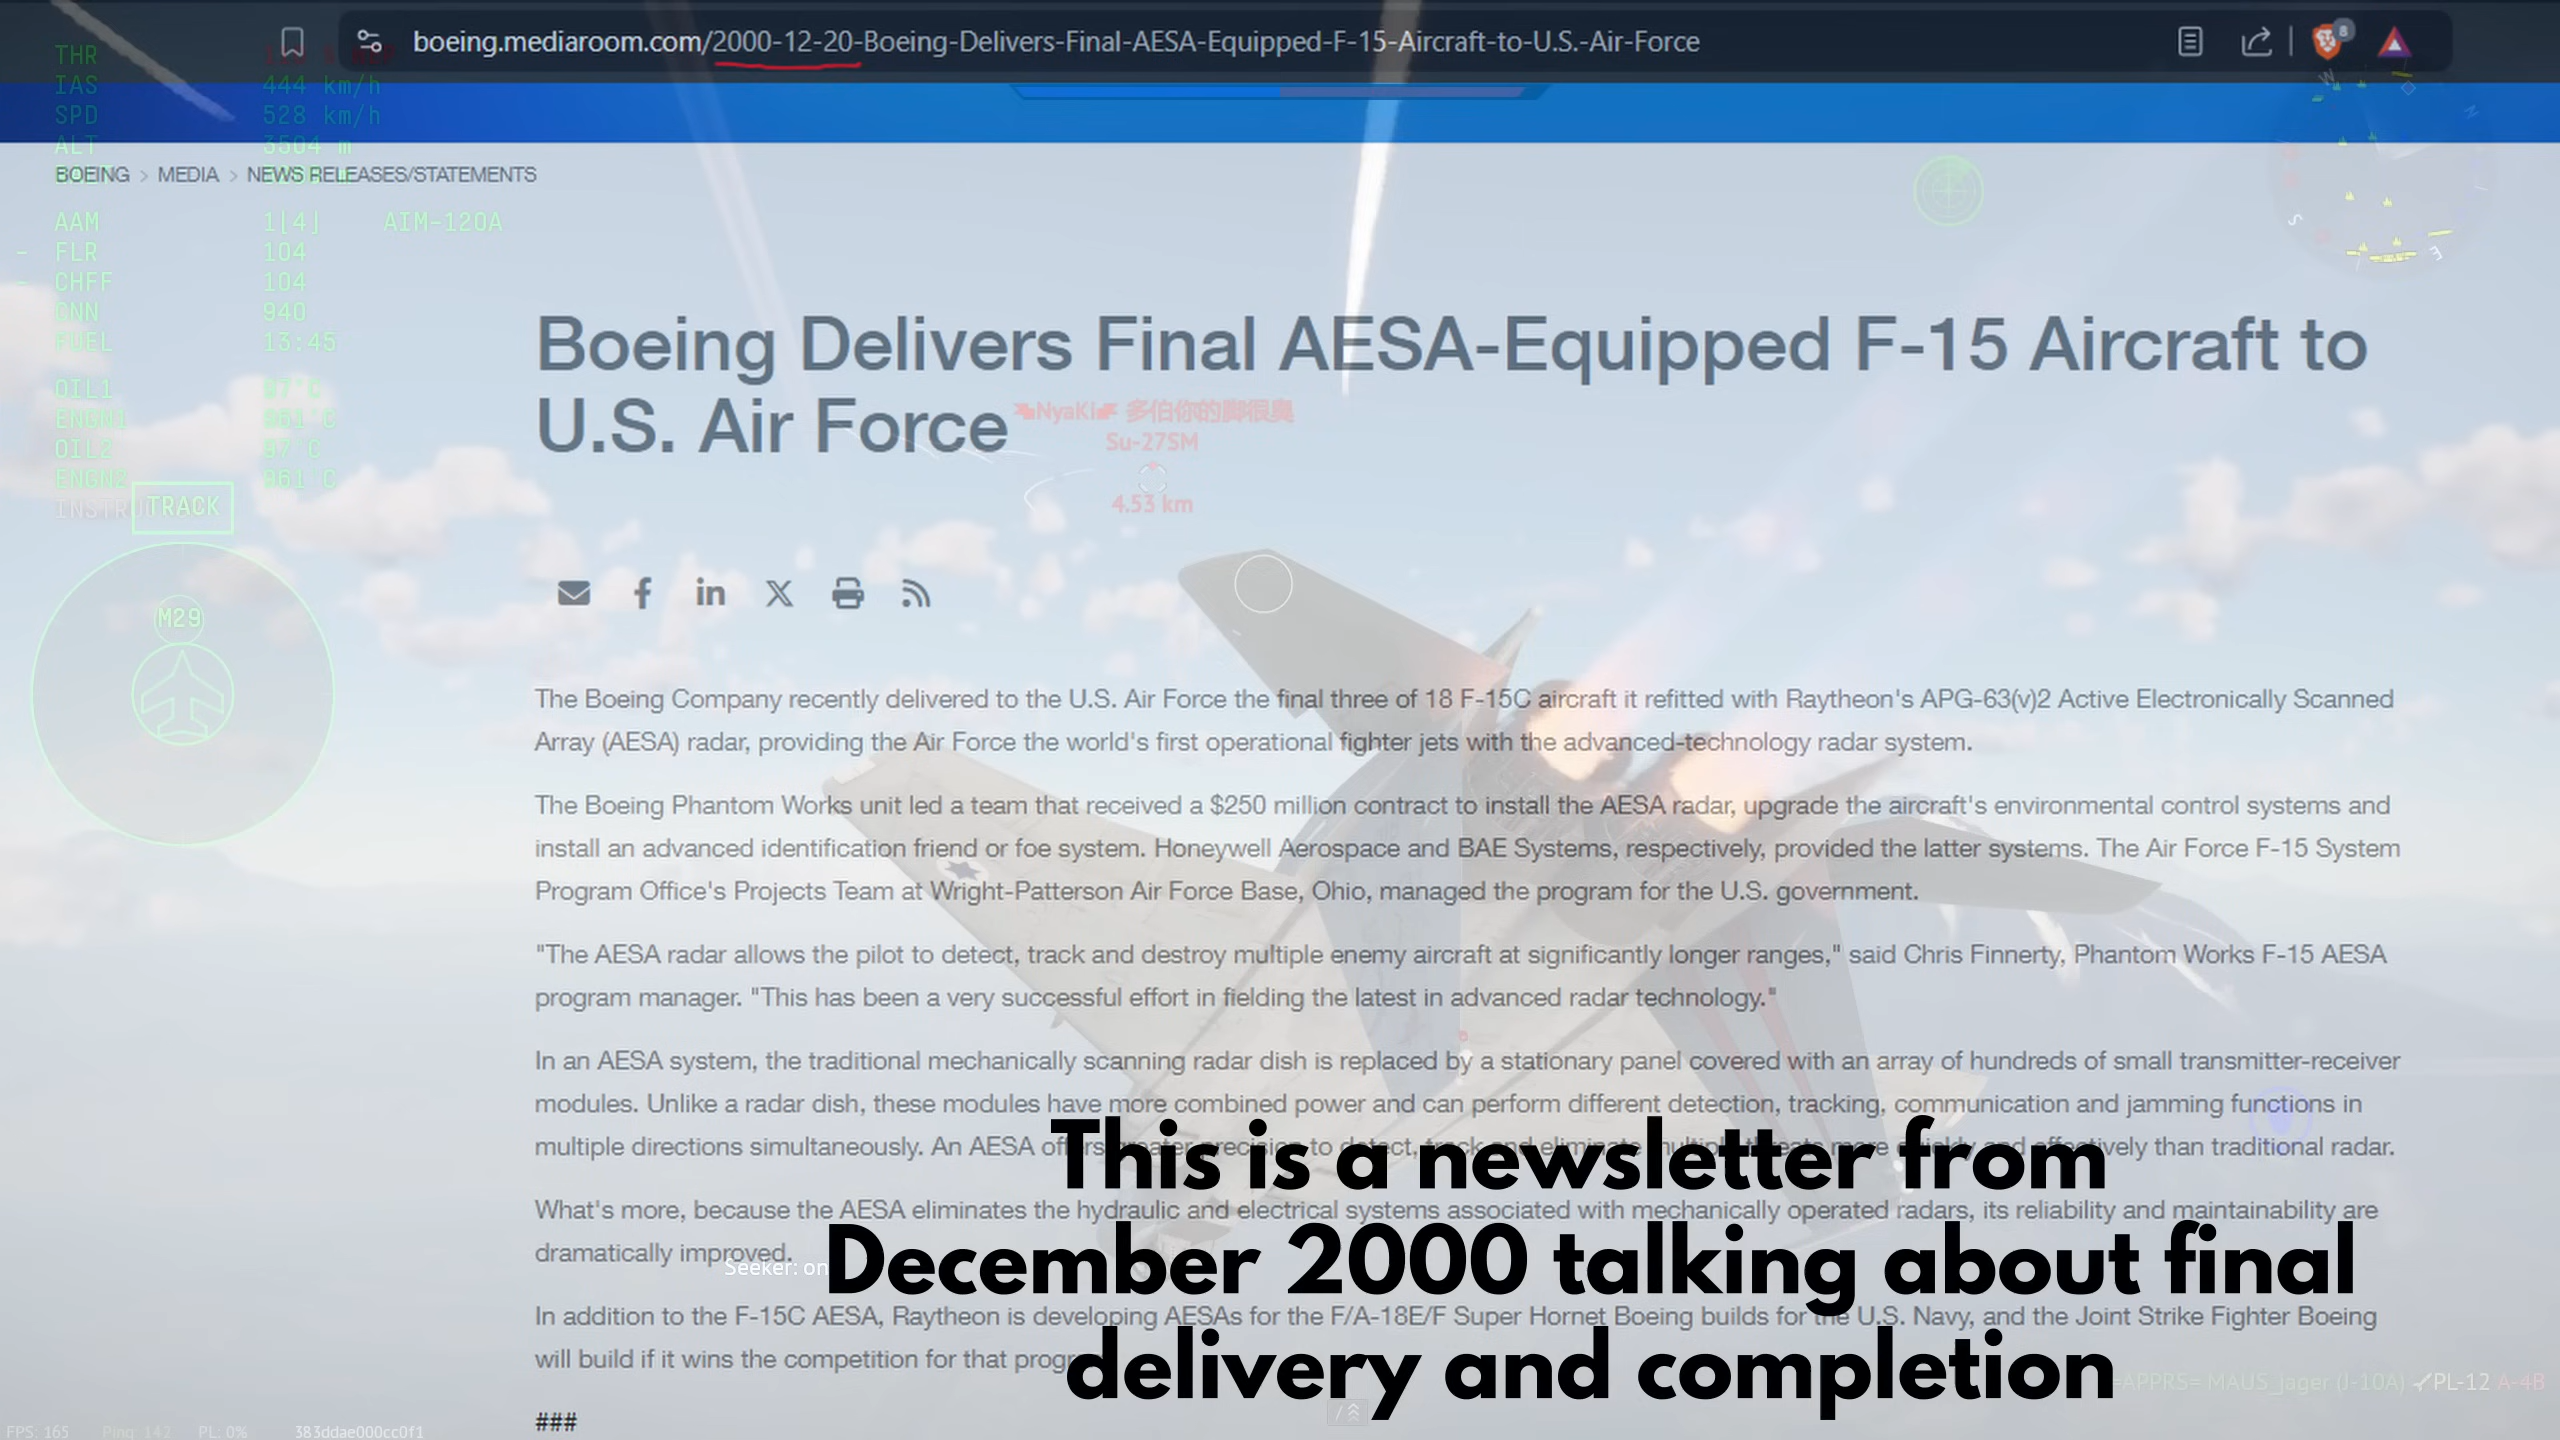 boeing.mediaroom.com/2000-12-20-Boeing-Delivers-Final-AESA-Equipped-F-15-Aircraft-to-U.S.-Air-Force
8
THR
IAS 444 km/h
SPD 528 km/h
ALT 3504 m
BOEING > MEDIA > NEWS RELEASES/STATEMENTS
AAM 1[4] AIM-120A
- FLR 104
- CHFF 104
CNN 940
FUEL 13:45
OIL1 97°C
ENGN1 961°C
OIL2 97°C
ENGN2 961°C
TRACK
M29
W
N
S
E
Boeing Delivers Final AESA-Equipped F-15 Aircraft to
U.S. Air Force
NyaKi 多伯你的脚很臭
Su-27SM
4.53 km
The Boeing Company recently delivered to the U.S. Air Force the final three of 18 F-15C aircraft it refitted with Raytheon's APG-63(v)2 Active Electronically Scanned
Array (AESA) radar, providing the Air Force the world's first operational fighter jets with the advanced-technology radar system.
The Boeing Phantom Works unit led a team that received a $250 million contract to install the AESA radar, upgrade the aircraft's environmental control systems and
install an advanced identification friend or foe system. Honeywell Aerospace and BAE Systems, respectively, provided the latter systems. The Air Force F-15 System
Program Office's Projects Team at Wright-Patterson Air Force Base, Ohio, managed the program for the U.S. government.
"The AESA radar allows the pilot to detect, track and destroy multiple enemy aircraft at significantly longer ranges," said Chris Finnerty, Phantom Works F-15 AESA
program manager. "This has been a very successful effort in fielding the latest in advanced radar technology."
In an AESA system, the traditional mechanically scanning radar dish is replaced by a stationary panel covered with an array of hundreds of small transmitter-receiver
modules. Unlike a radar dish, these modules have more combined power and can perform different detection, tracking, communication and jamming functions in
multiple directions simultaneously. An AESA offers greater precision to detect, track and eliminate multiple threats more quickly and effectively than traditional radar.
What's more, because the AESA eliminates the hydraulic and electrical systems associated with mechanically operated radars, its reliability and maintainability are
dramatically improved.
Seeker: on
In addition to the F-15C AESA, Raytheon is developing AESAs for the F/A-18E/F Super Hornet Boeing builds for the U.S. Navy, and the Joint Strike Fighter Boeing
will build if it wins the competition for that
###
This is a newsletter from
December 2000 talking about final
delivery and completion
=APPRS= MAUS_jager (J-10A) PL-12 A-4B
FPS: 165 Ping: 142 PL: 0% 383ddae000cc0f1